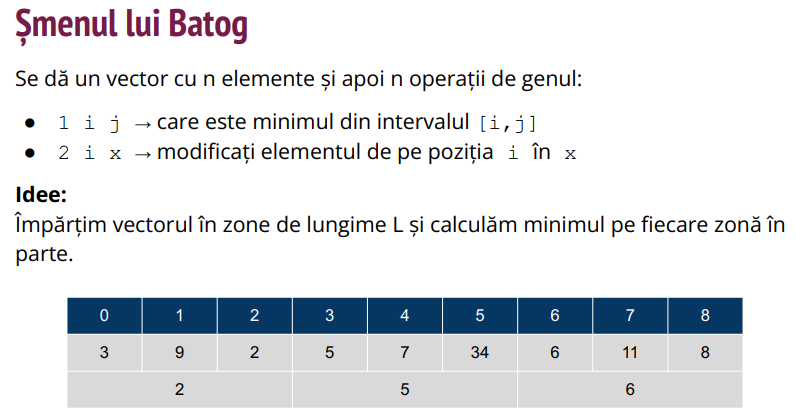 Șmenul lui Batog
Se dă un vector cu n elemente și apoi n operații de genul:
● 1 i j → care este minimul din intervalul [i,j]
● 2 i x → modificați elementul de pe poziția i în x
Idee:
Împărțim vectorul în zone de lungime L și calculăm minimul pe fiecare zonă în
parte.
0 1 2 3 4 5 6 7 8
3 9 2 5 7 34 6 11 8
2 5 6